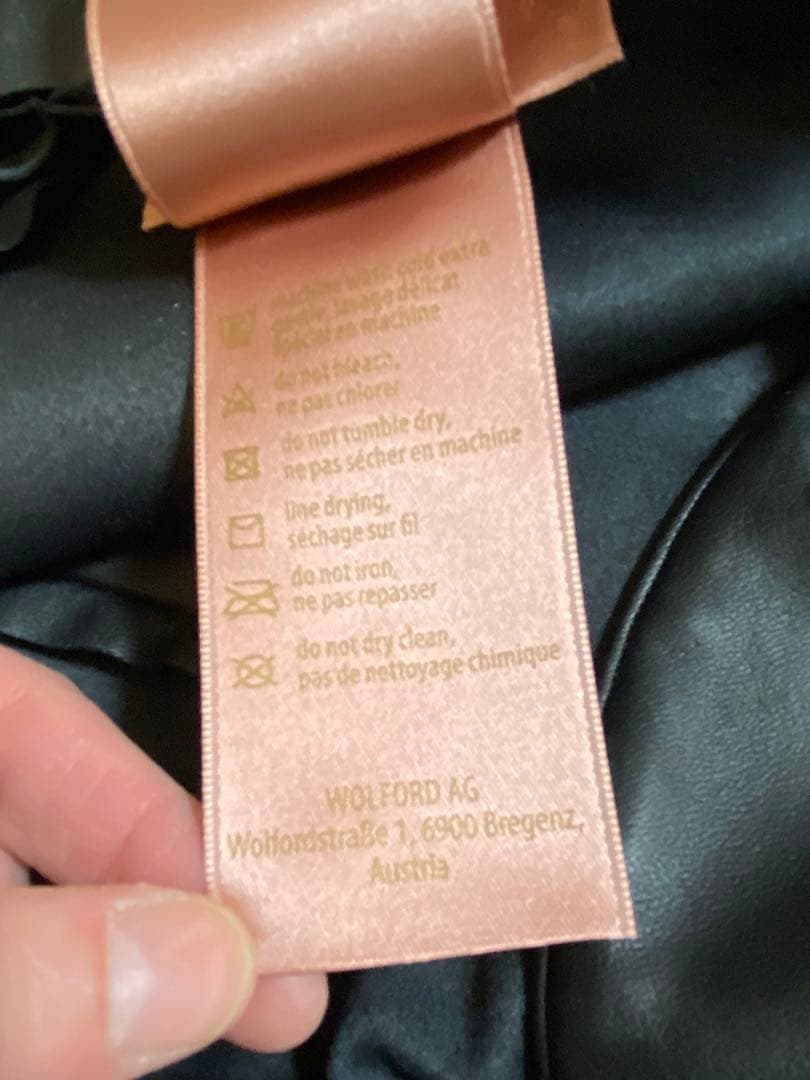 machine wash cold extra
gentle, lavage délicat
spécial en machine
do not bleach,
ne pas chlorer
do not tumble dry,
ne pas sécher en machine
line drying,
séchage sur fil
do not iron,
ne pas repasser
do not dry clean,
pas de nettoyage chimique
WOLFORD AG
Wolfordstraße 1, 6900 Bregenz,
Austria